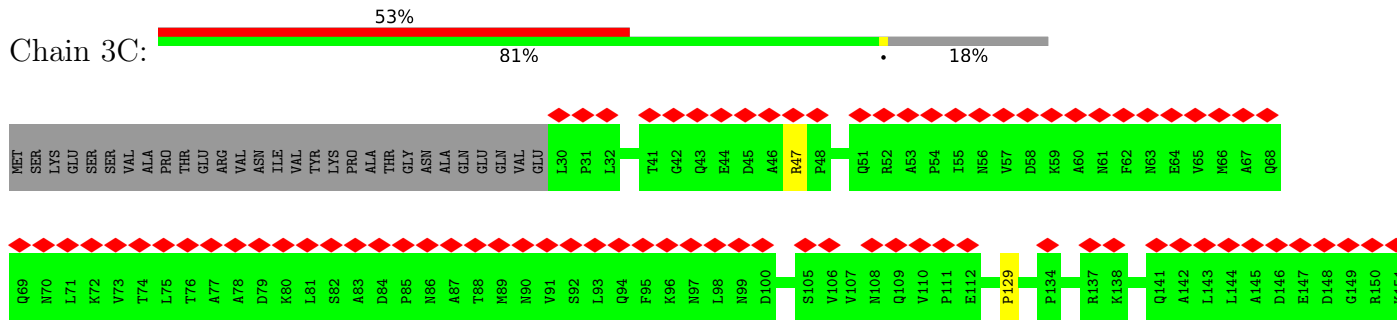 Chain 3C:
53%
81%
•
18%
MET SER LYS GLU SER SER VAL ALA PRO THR GLU ARG VAL ASN ILE VAL TYR LYS PRO ALA THR GLY ASN ALA GLN GLU GLN VAL GLU L30 P31 L32 T41 G42 Q43 E44 D45 A46 R47 P48 Q51 R52 A53 P54 I55 N56 V57 D58 K59 A60 N61 F62 N63 E64 V65 M66 A67 Q68
Q69 N70 L71 K72 V73 T74 L75 T76 A77 A78 D79 K80 L81 S82 A83 D84 P85 N86 A87 T88 M89 N90 V91 S92 L93 Q94 F95 K96 N97 L98 N99 D100 S105 V106 V107 N108 Q109 V110 P111 E112 P129 P134 R137 K138 Q141 A142 L143 L144 A145 D146 E147 D148 G149 R150